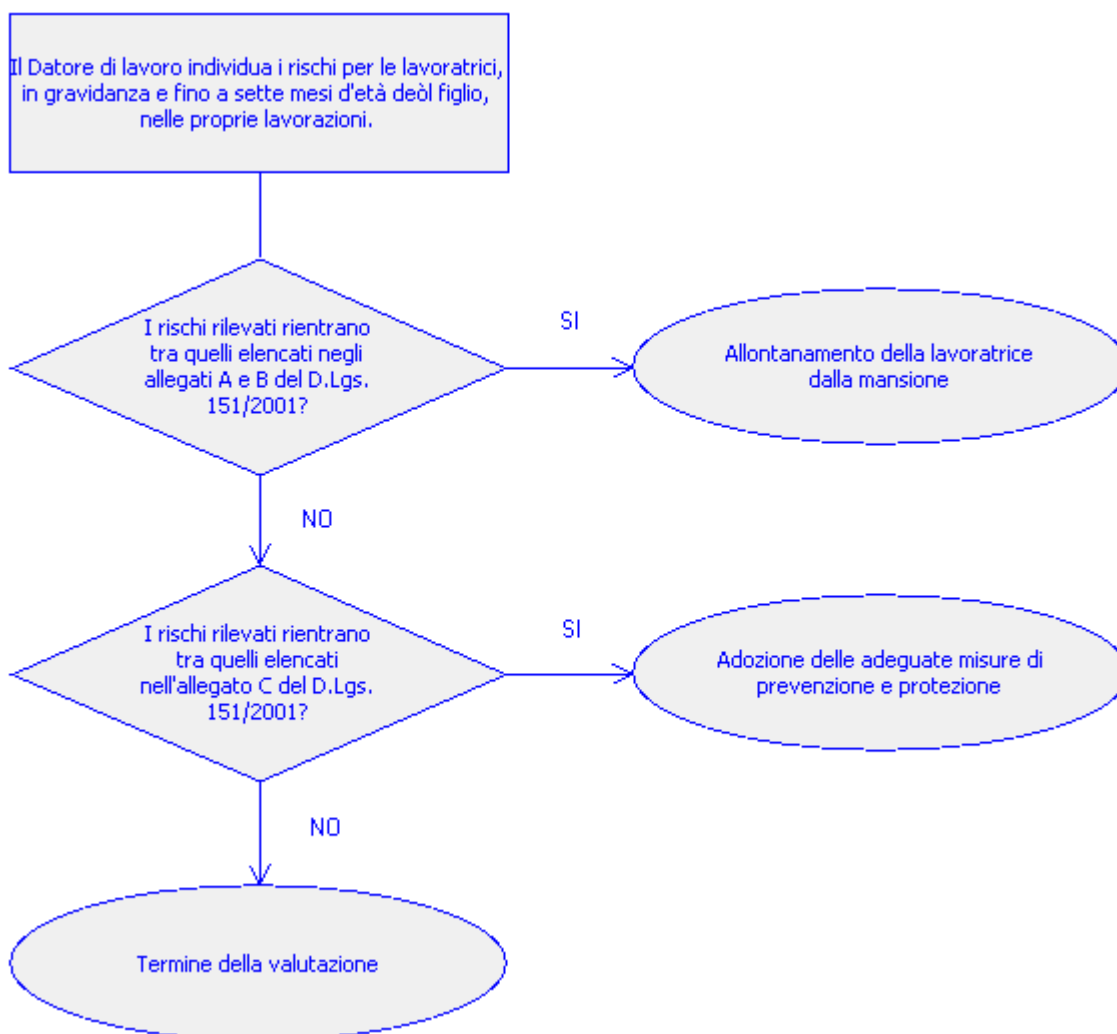 Il Datore di lavoro individua i rischi per le lavoratrici,
in gravidanza e fino a sette mesi d'età deòl figlio,
nelle proprie lavorazioni.
I rischi rilevati rientrano
tra quelli elencati negli
allegati A e B del D.Lgs.
151/2001?
SI
Allontanamento della lavoratrice
dalla mansione
NO
I rischi rilevati rientrano
tra quelli elencati
nell'allegato C del D.Lgs.
151/2001?
SI
Adozione delle adeguate misure di
prevenzione e protezione
NO
Termine della valutazione